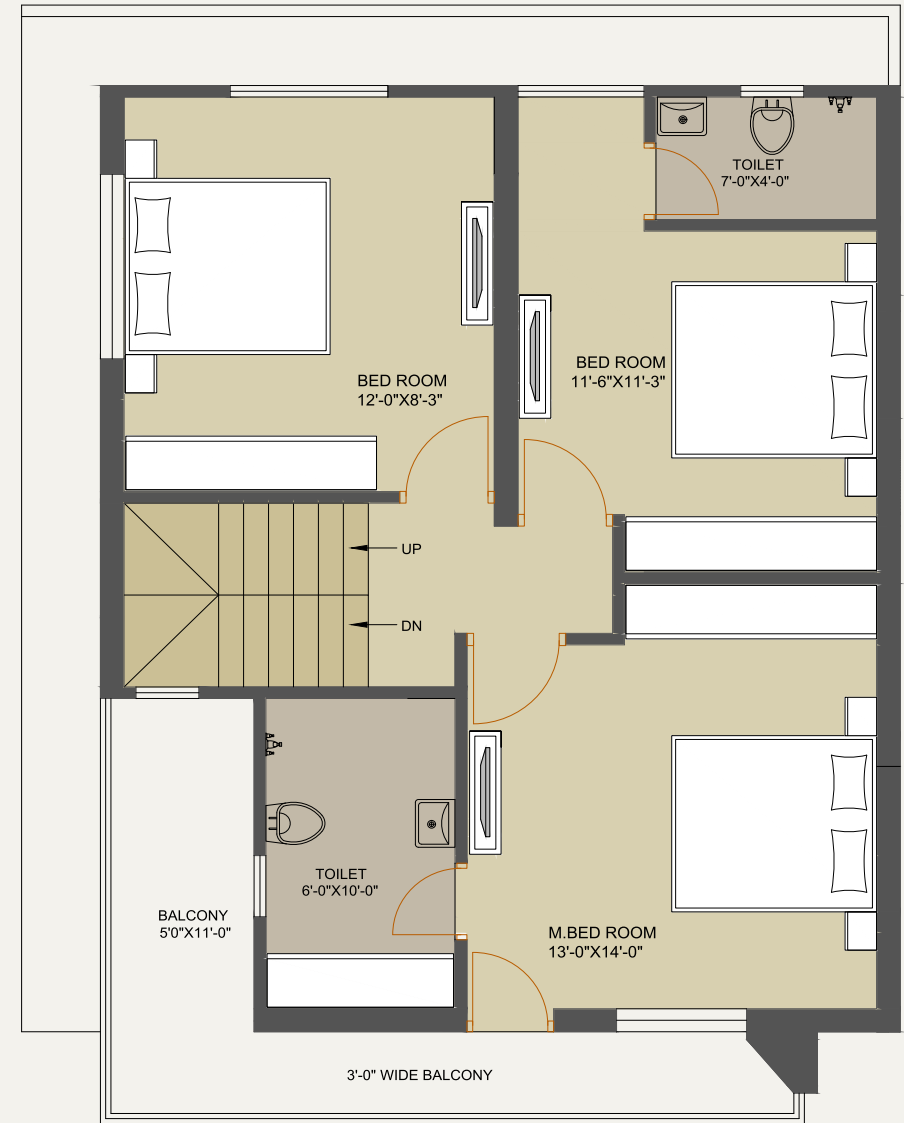 TOILET
7'-0"X4'-0"
BED ROOM
11'-6"X11'-3"
BED ROOM
12'-0"X8'-3"
UP
DN
TOILET
6'-0"X10'-0"
BALCONY
5'0"X11'-0"
M.BED ROOM
13'-0"X14'-0"
3'-0" WIDE BALCONY